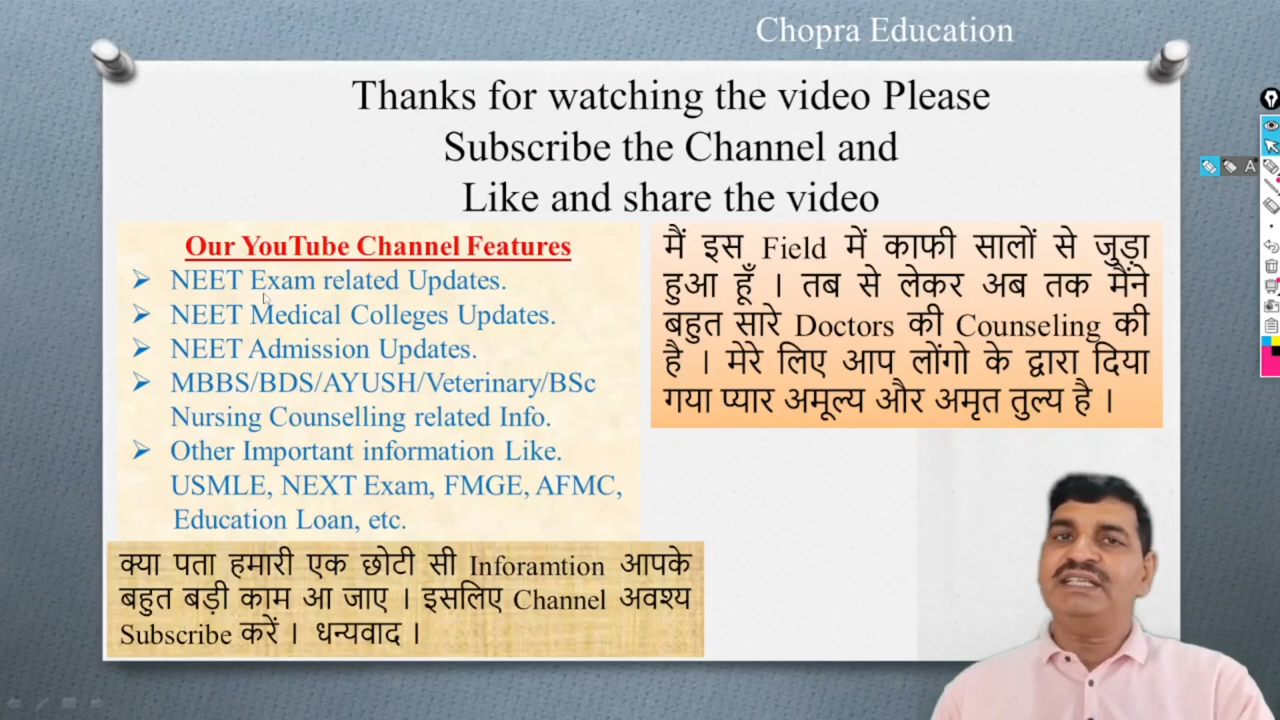 Chopra Education
Thanks for watching the video Please
Subscribe the Channel and
Like and share the video
Our YouTube Channel Features
➢ NEET Exam related Updates.
➢ NEET Medical Colleges Updates.
➢ NEET Admission Updates.
➢ MBBS/BDS/AYUSH/Veterinary/BSc
Nursing Counselling related Info.
➢ Other Important information Like.
USMLE, NEXT Exam, FMGE, AFMC,
Education Loan, etc.
मैं इस Field में काफी सालों से जुड़ा
हुआ हूँ । तब से लेकर अब तक मैंने
बहुत सारे Doctors की Counseling की
है । मेरे लिए आप लोंगो के द्वारा दिया
गया प्यार अमूल्य और अमृत तुल्य है ।
क्या पता हमारी एक छोटी सी Inforamtion आपके
बहुत बड़ी काम आ जाए । इसलिए Channel अवश्य
Subscribe करें । धन्यवाद ।
A